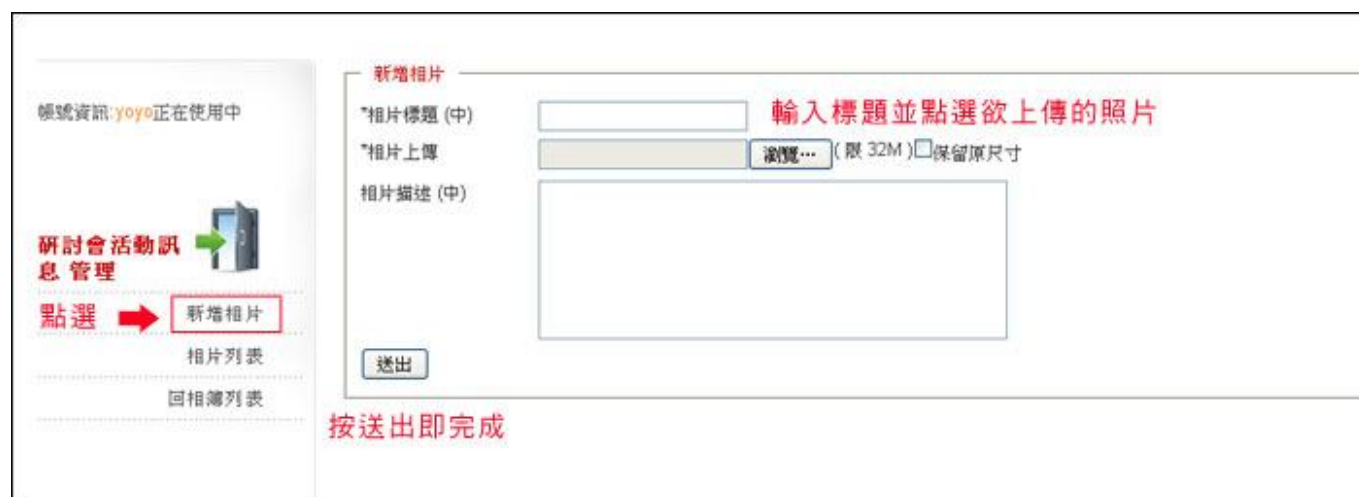 帳號資訊:yoyo正在使用中
研討會活動訊
息 管理
點選
新增相片
相片列表
回相簿列表
新增相片
*相片標題 (中)
輸入標題並點選欲上傳的照片
*相片上傳
瀏覽…
( 限 32M )
保留原尺寸
相片描述 (中)
送出
按送出即完成